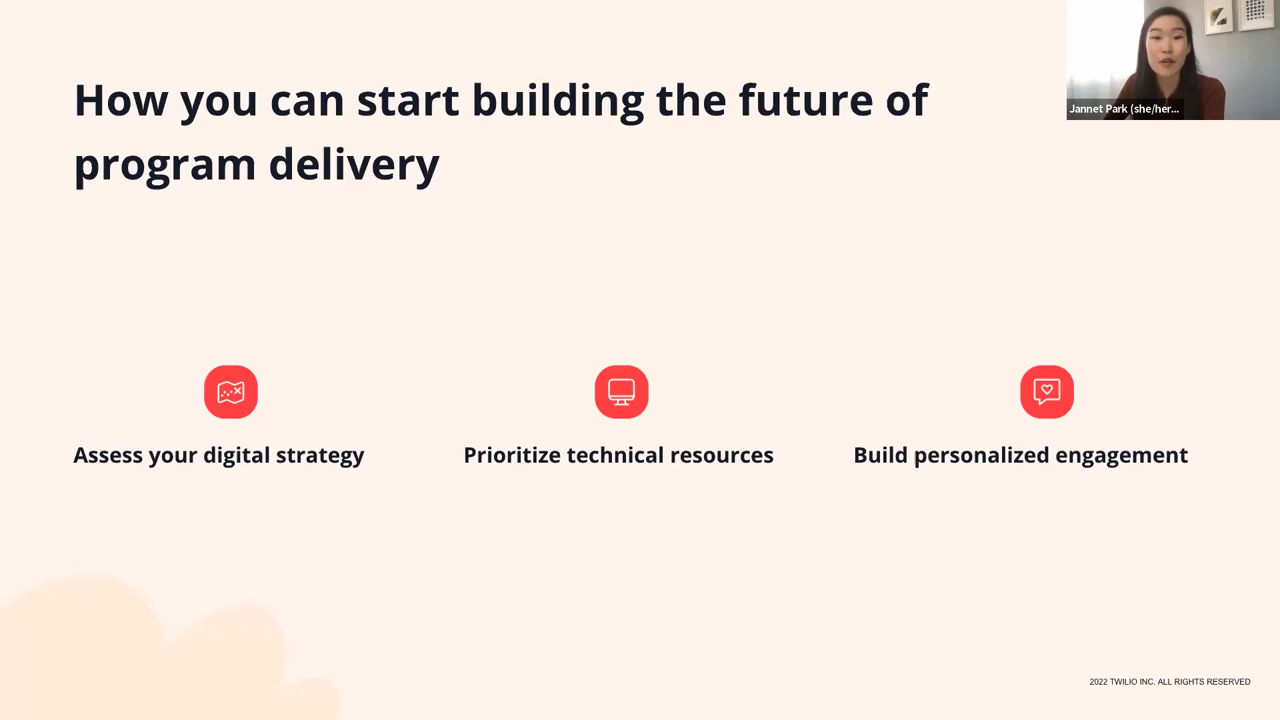 How you can start building the future of
program delivery
Jannet Park (she/her...
Assess your digital strategy
Prioritize technical resources
Build personalized engagement
2022 TWILIO INC. ALL RIGHTS RESERVED